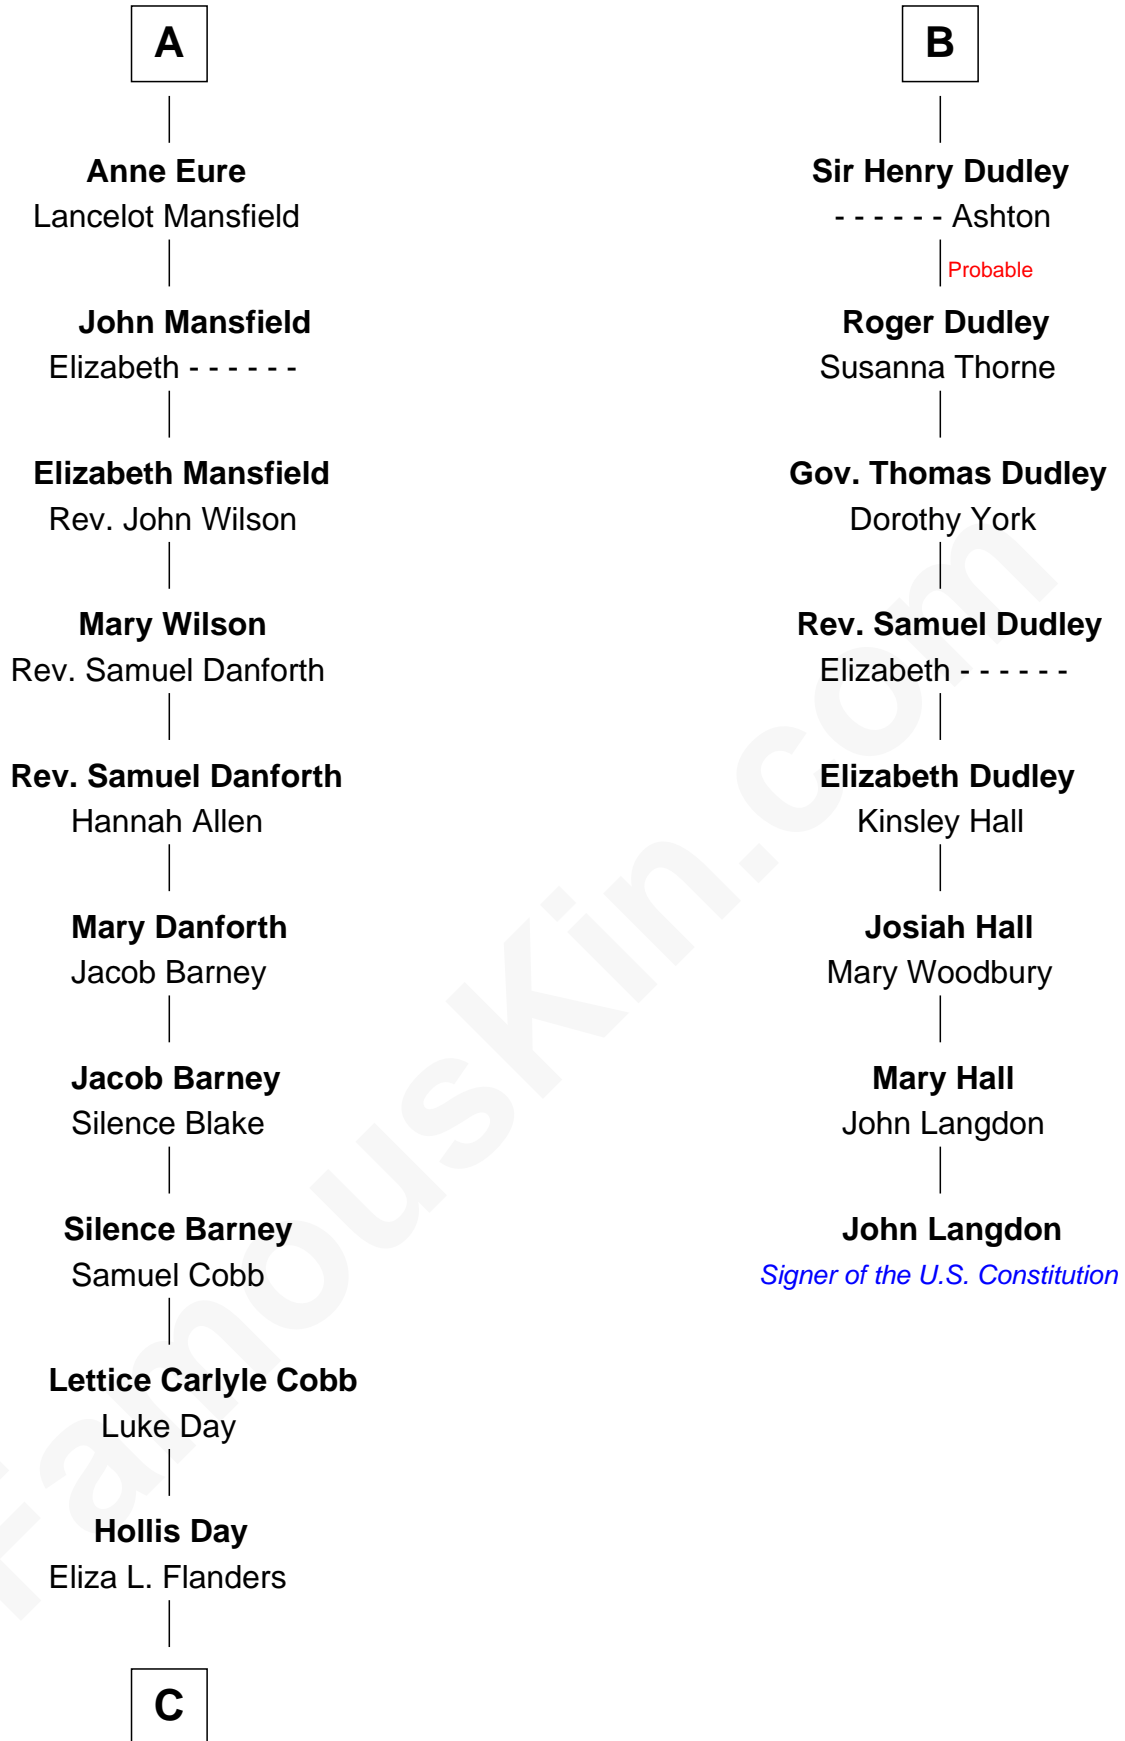 A
Anne Eure
Lancelot Mansfield
John Mansfield
Elizabeth - - - - - -
Elizabeth Mansfield
Rev. John Wilson
Mary Wilson
Rev. Samuel Danforth
Rev. Samuel Danforth
Hannah Allen
Mary Danforth
Jacob Barney
Jacob Barney
Silence Blake
Silence Barney
Samuel Cobb
Lettice Carlyle Cobb
Luke Day
Hollis Day
Eliza L. Flanders
C
B
Sir Henry Dudley
- - - - - - Ashton
Probable
Roger Dudley
Susanna Thorne
Gov. Thomas Dudley
Dorothy York
Rev. Samuel Dudley
Elizabeth - - - - - -
Elizabeth Dudley
Kinsley Hall
Josiah Hall
Mary Woodbury
Mary Hall
John Langdon
John Langdon
Signer of the U.S. Constitution
FamousKin.com